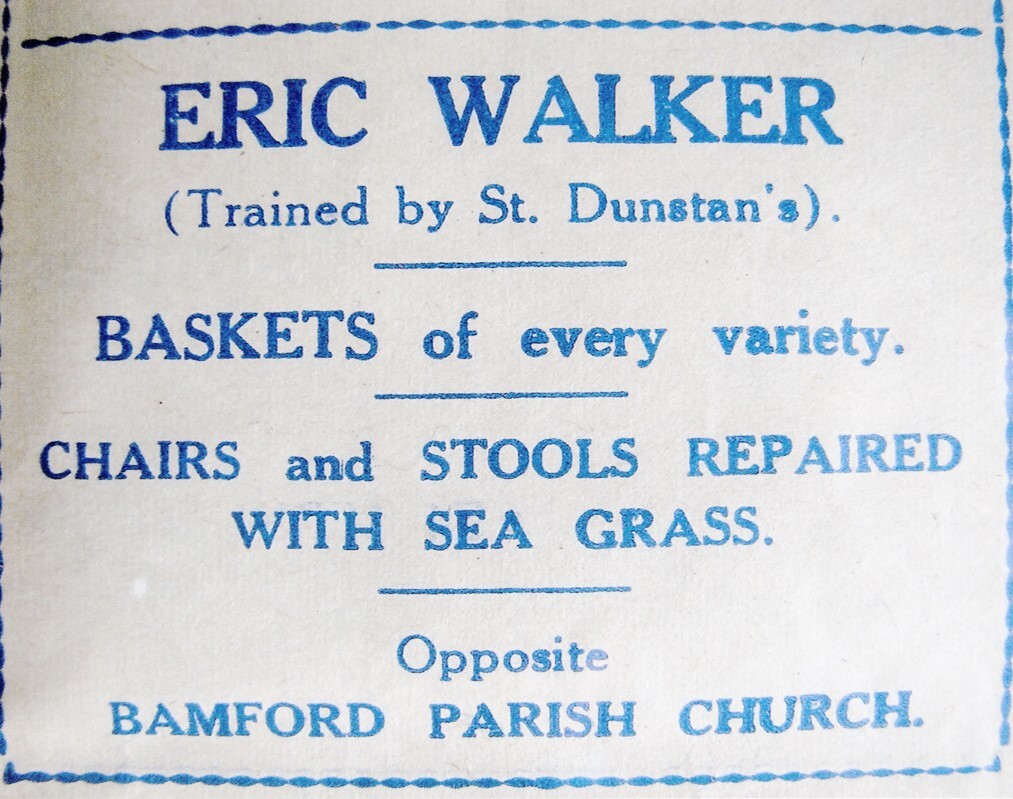 ERIC WALKER
(Trained by St. Dunstan's).
BASKETS of every variety.
CHAIRS and STOOLS REPAIRED
WITH SEA GRASS.
Opposite
BAMFORD PARISH CHURCH.